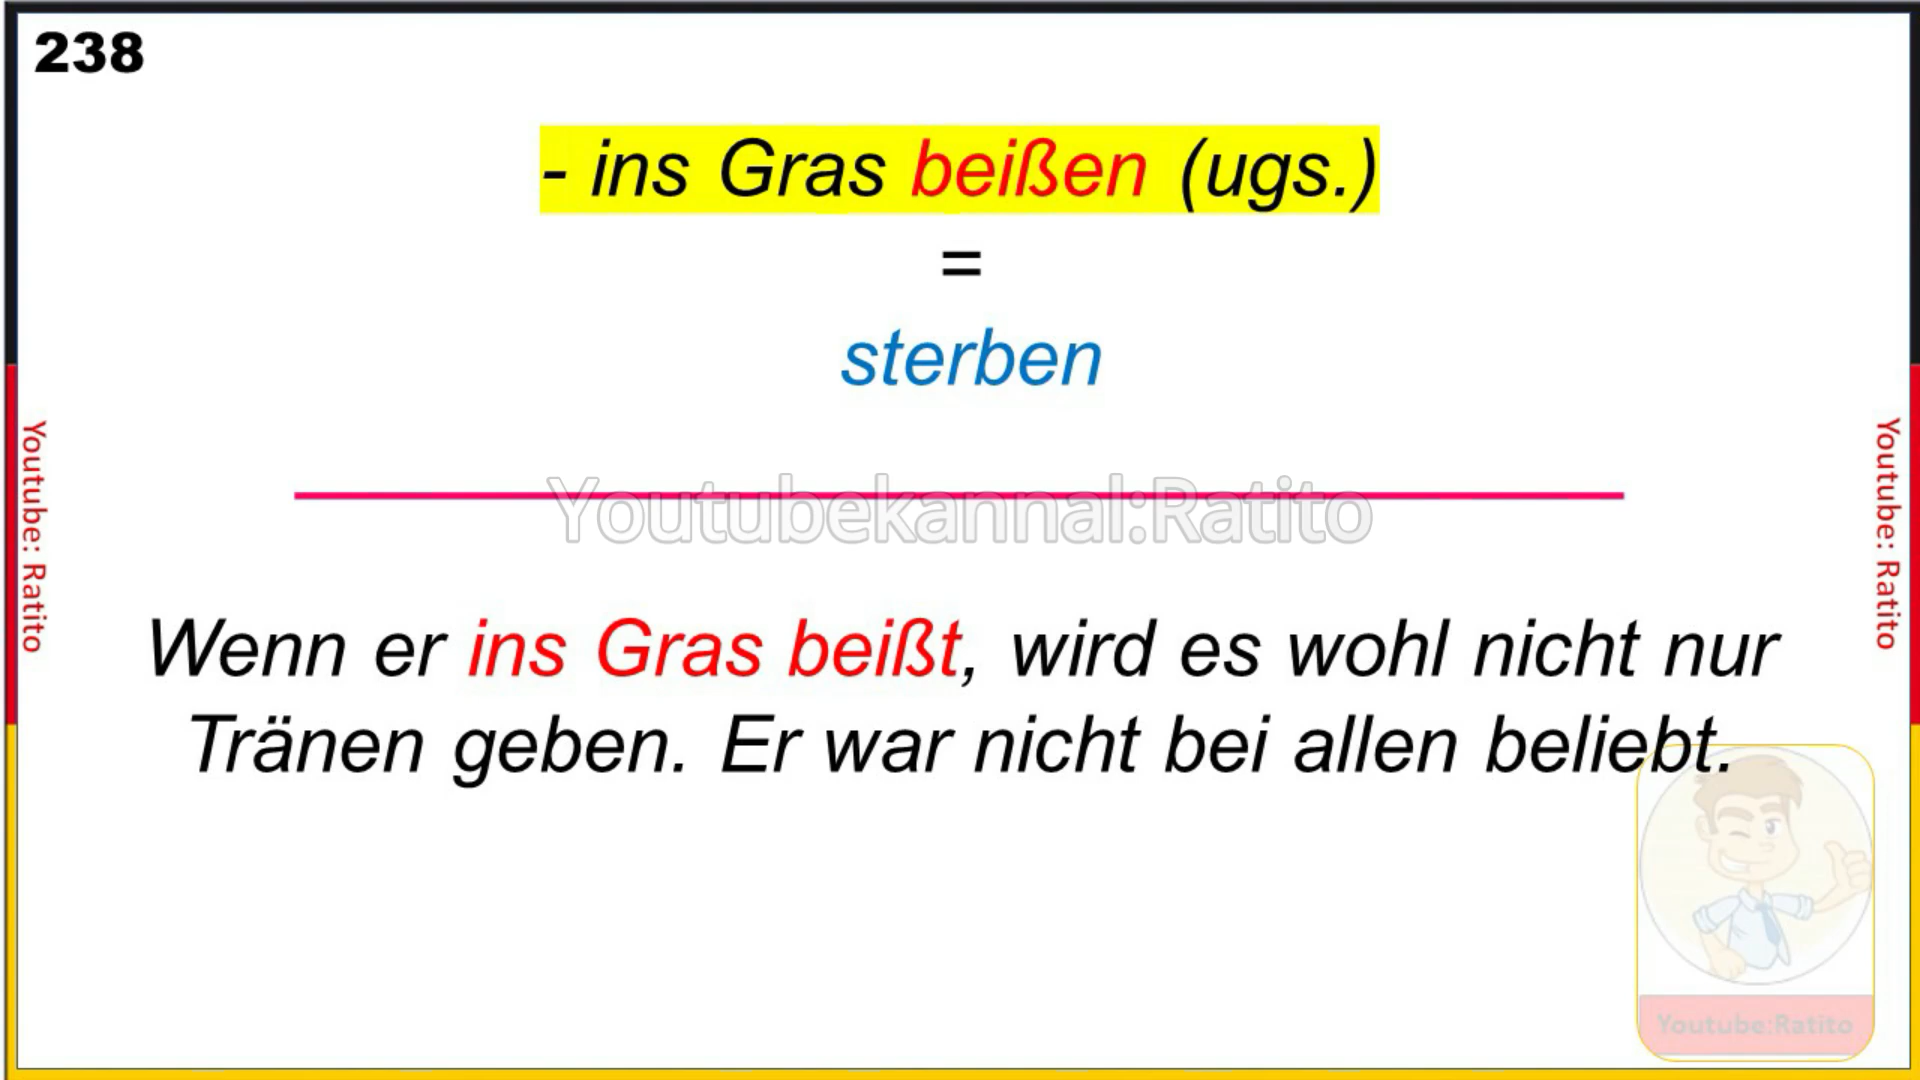 238
- ins Gras beißen (ugs.)
=
sterben
Youtubekannal:Ratito
Youtube: Ratito
Youtube: Ratito
Wenn er ins Gras beißt, wird es wohl nicht nur
Tränen geben. Er war nicht bei allen beliebt.
Youtube:Ratito